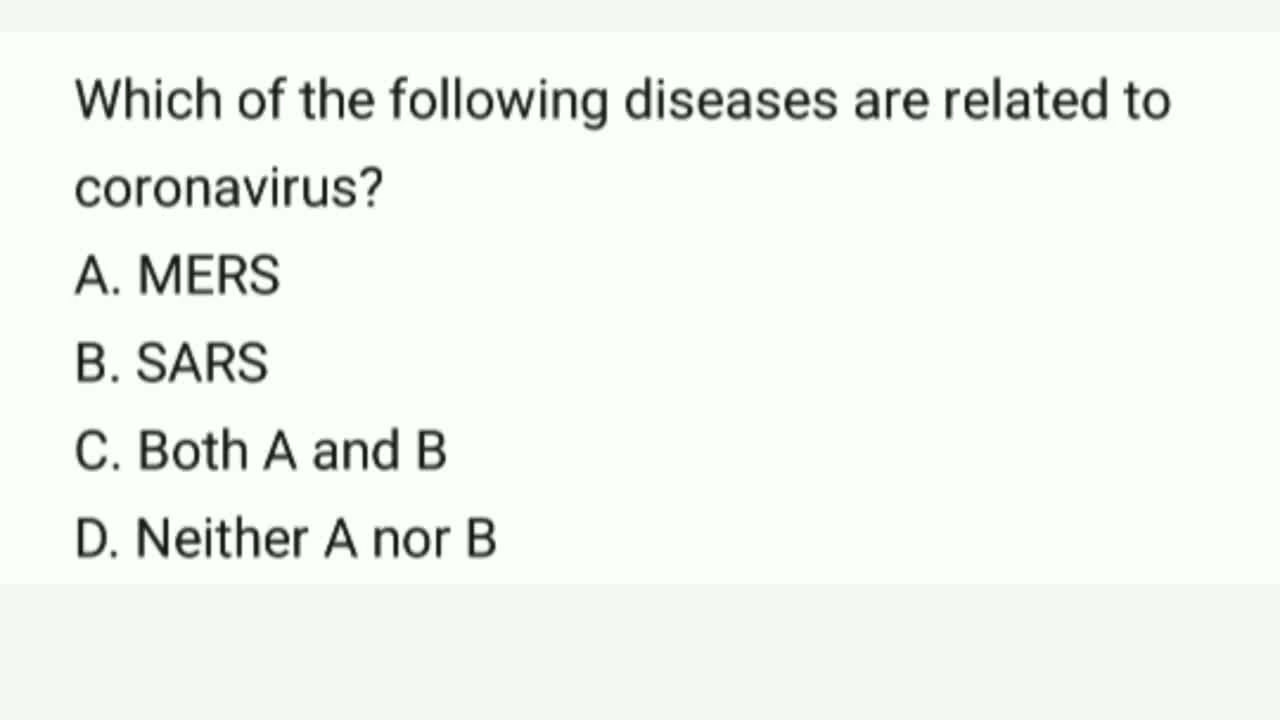 Which of the following diseases are related to
coronavirus?
A. MERS
B. SARS
C. Both A and B
D. Neither A nor B